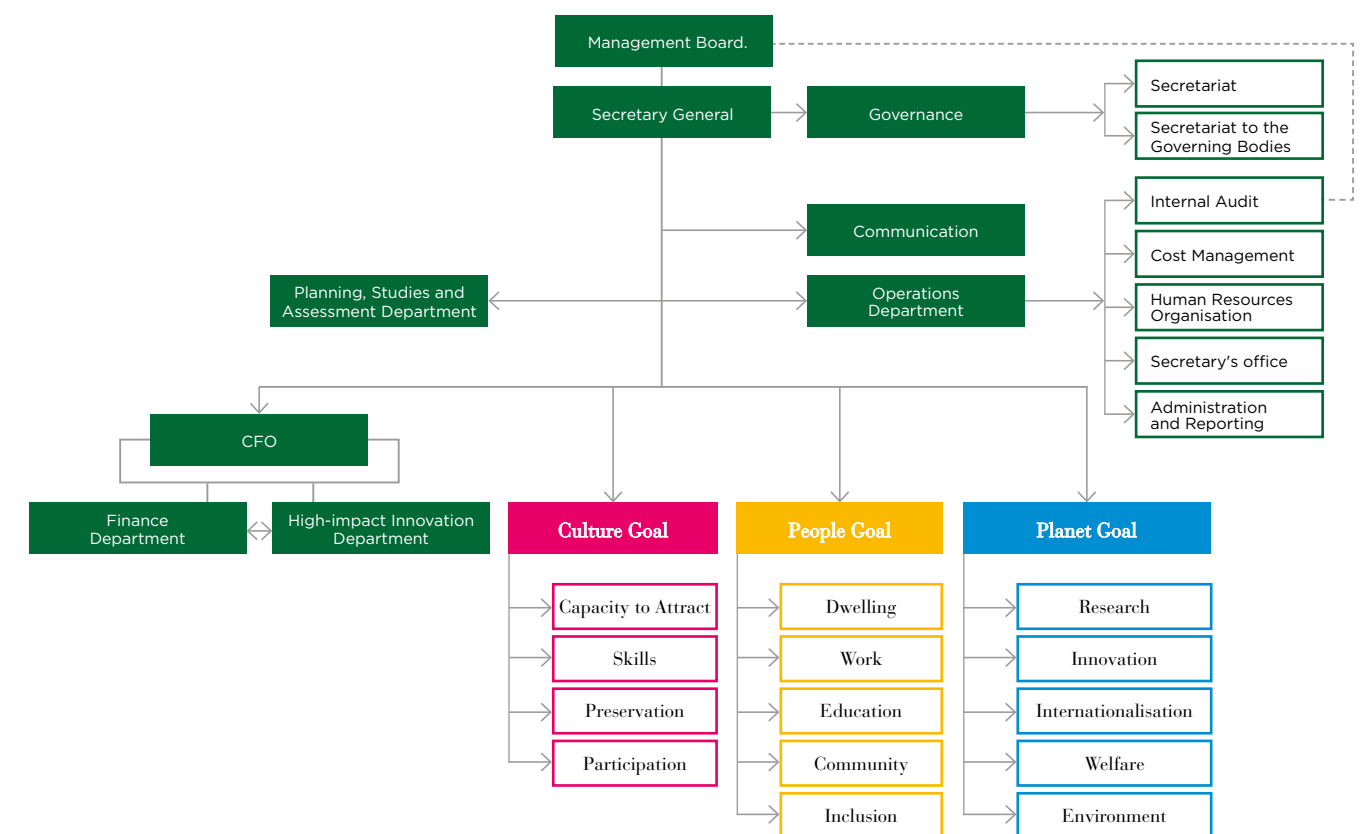 Management Board.
Secretary General
Governance
Secretariat
Secretariat to the
Governing Bodies
Communication
Planning, Studies and
Assessment Department
Operations
Department
Internal Audit
Cost Management
Human Resources
Organisation
Secretary's office
Administration
and Reporting
CFO
Finance
Department
High-impact Innovation
Department
Culture Goal
Capacity to Attract
Skills
Preservation
Participation
People Goal
Dwelling
Work
Education
Community
Inclusion
Planet Goal
Research
Innovation
Internationalisation
Welfare
Environment